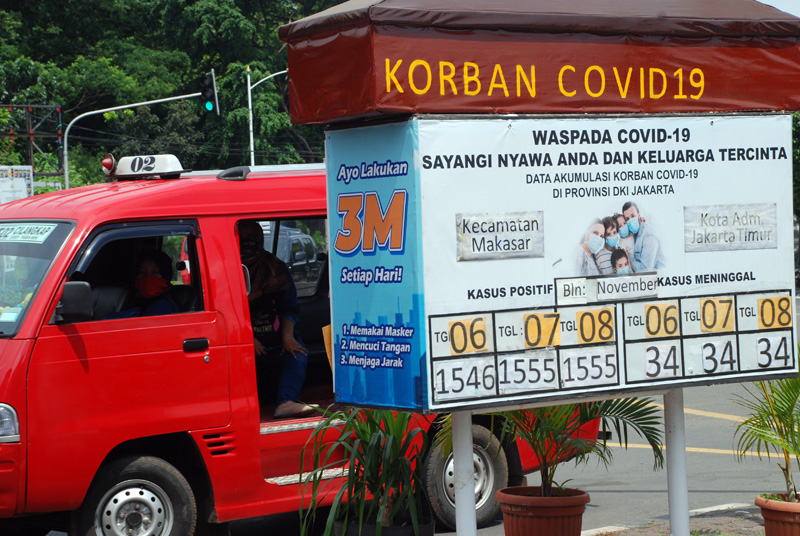 KORBAN COVID19
02
T02 CILANGKAP
Ayo Lakukan
3M
Setiap Hari!
1. Memakai Masker
2. Mencuci Tangan
3. Menjaga Jarak
WASPADA COVID-19
SAYANGI NYAWA ANDA DAN KELUARGA TERCINTA
DATA AKUMULASI KORBAN COVID-19
DI PROVINSI DKI JAKARTA
Kecamatan
Makasar
Kota Adm.
Jakarta Timur
KASUS POSITIF
Bln: November
KASUS MENINGGAL
TG 06 TGL: 07 TGL 08
1546 1555 1555
TGL 06 TGL 07 TGL 08
34 34 34